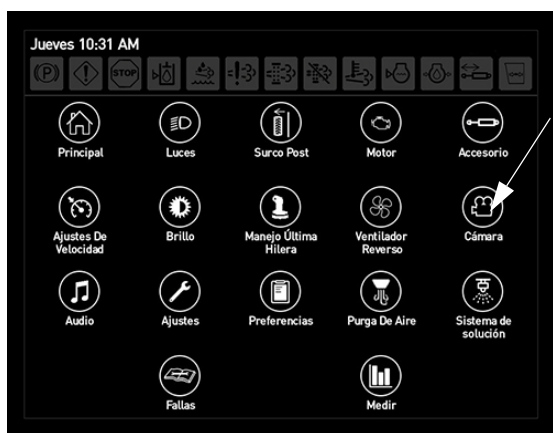 Jueves 10:31 AM
(P) STOP
Principal Luces Surco Post Motor Accesorio
Ajustes De Velocidad Brillo Manejo Última Hilera Ventilador Reverso Cámara
Audio Ajustes Preferencias Purga De Aire Sistema de solución
Fallas Medir